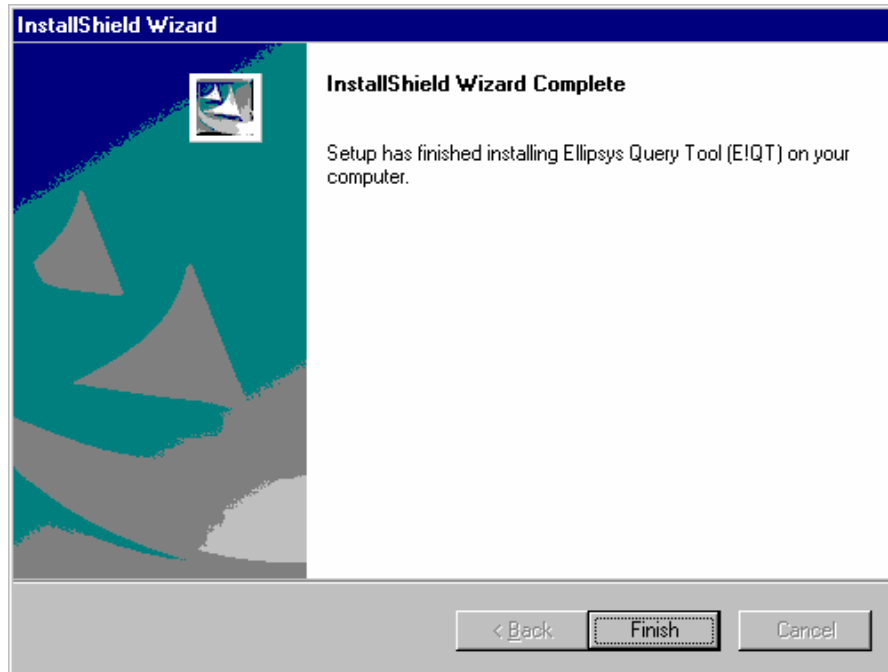 InstallShield Wizard
InstallShield Wizard Complete
Setup has finished installing Ellipsys Query Tool (E!QT) on your
computer.
< Back
Finish
Cancel